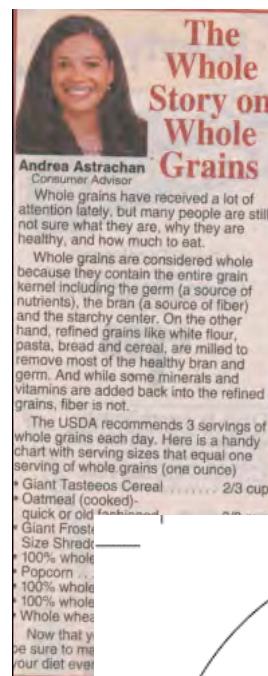 The
Whole
Story on
Whole
Grains
Andrea Astrachan
Consumer Advisor
Whole grains have received a lot of
attention lately, but many people are still
not sure what they are, why they are
healthy, and how much to eat.
Whole grains are considered whole
because they contain the entire grain
kernel including the germ (a source of
nutrients), the bran (a source of fiber)
and the starchy center. On the other
hand, refined grains like white flour,
pasta, bread and cereal, are milled to
remove most of the healthy bran and
germ. And while some minerals and
vitamins are added back into the refined
grains, fiber is not.
The USDA recommends 3 servings of
whole grains each day. Here is a handy
chart with serving sizes that equal one
serving of whole grains (one ounce)
• Giant Tasteeos Cereal ....... 2/3 cup
• Oatmeal (cooked)-
quick or old
• Giant
Size
• 100% whole
• Popcorn ..
• 100% whole
• 100% whole
• Whole
Now that
be sure to
your diet